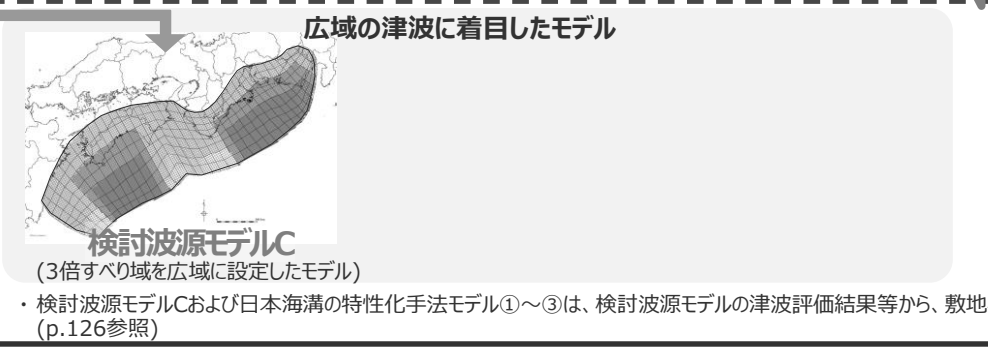 広域の津波に着目したモデル
検討波源モデルC
(3倍すべり域を広域に設定したモデル)
・ 検討波源モデルCおよび日本海溝の特性化手法モデル①～③は、検討波源モデルの津波評価結果等から、敷地
(p.126参照)